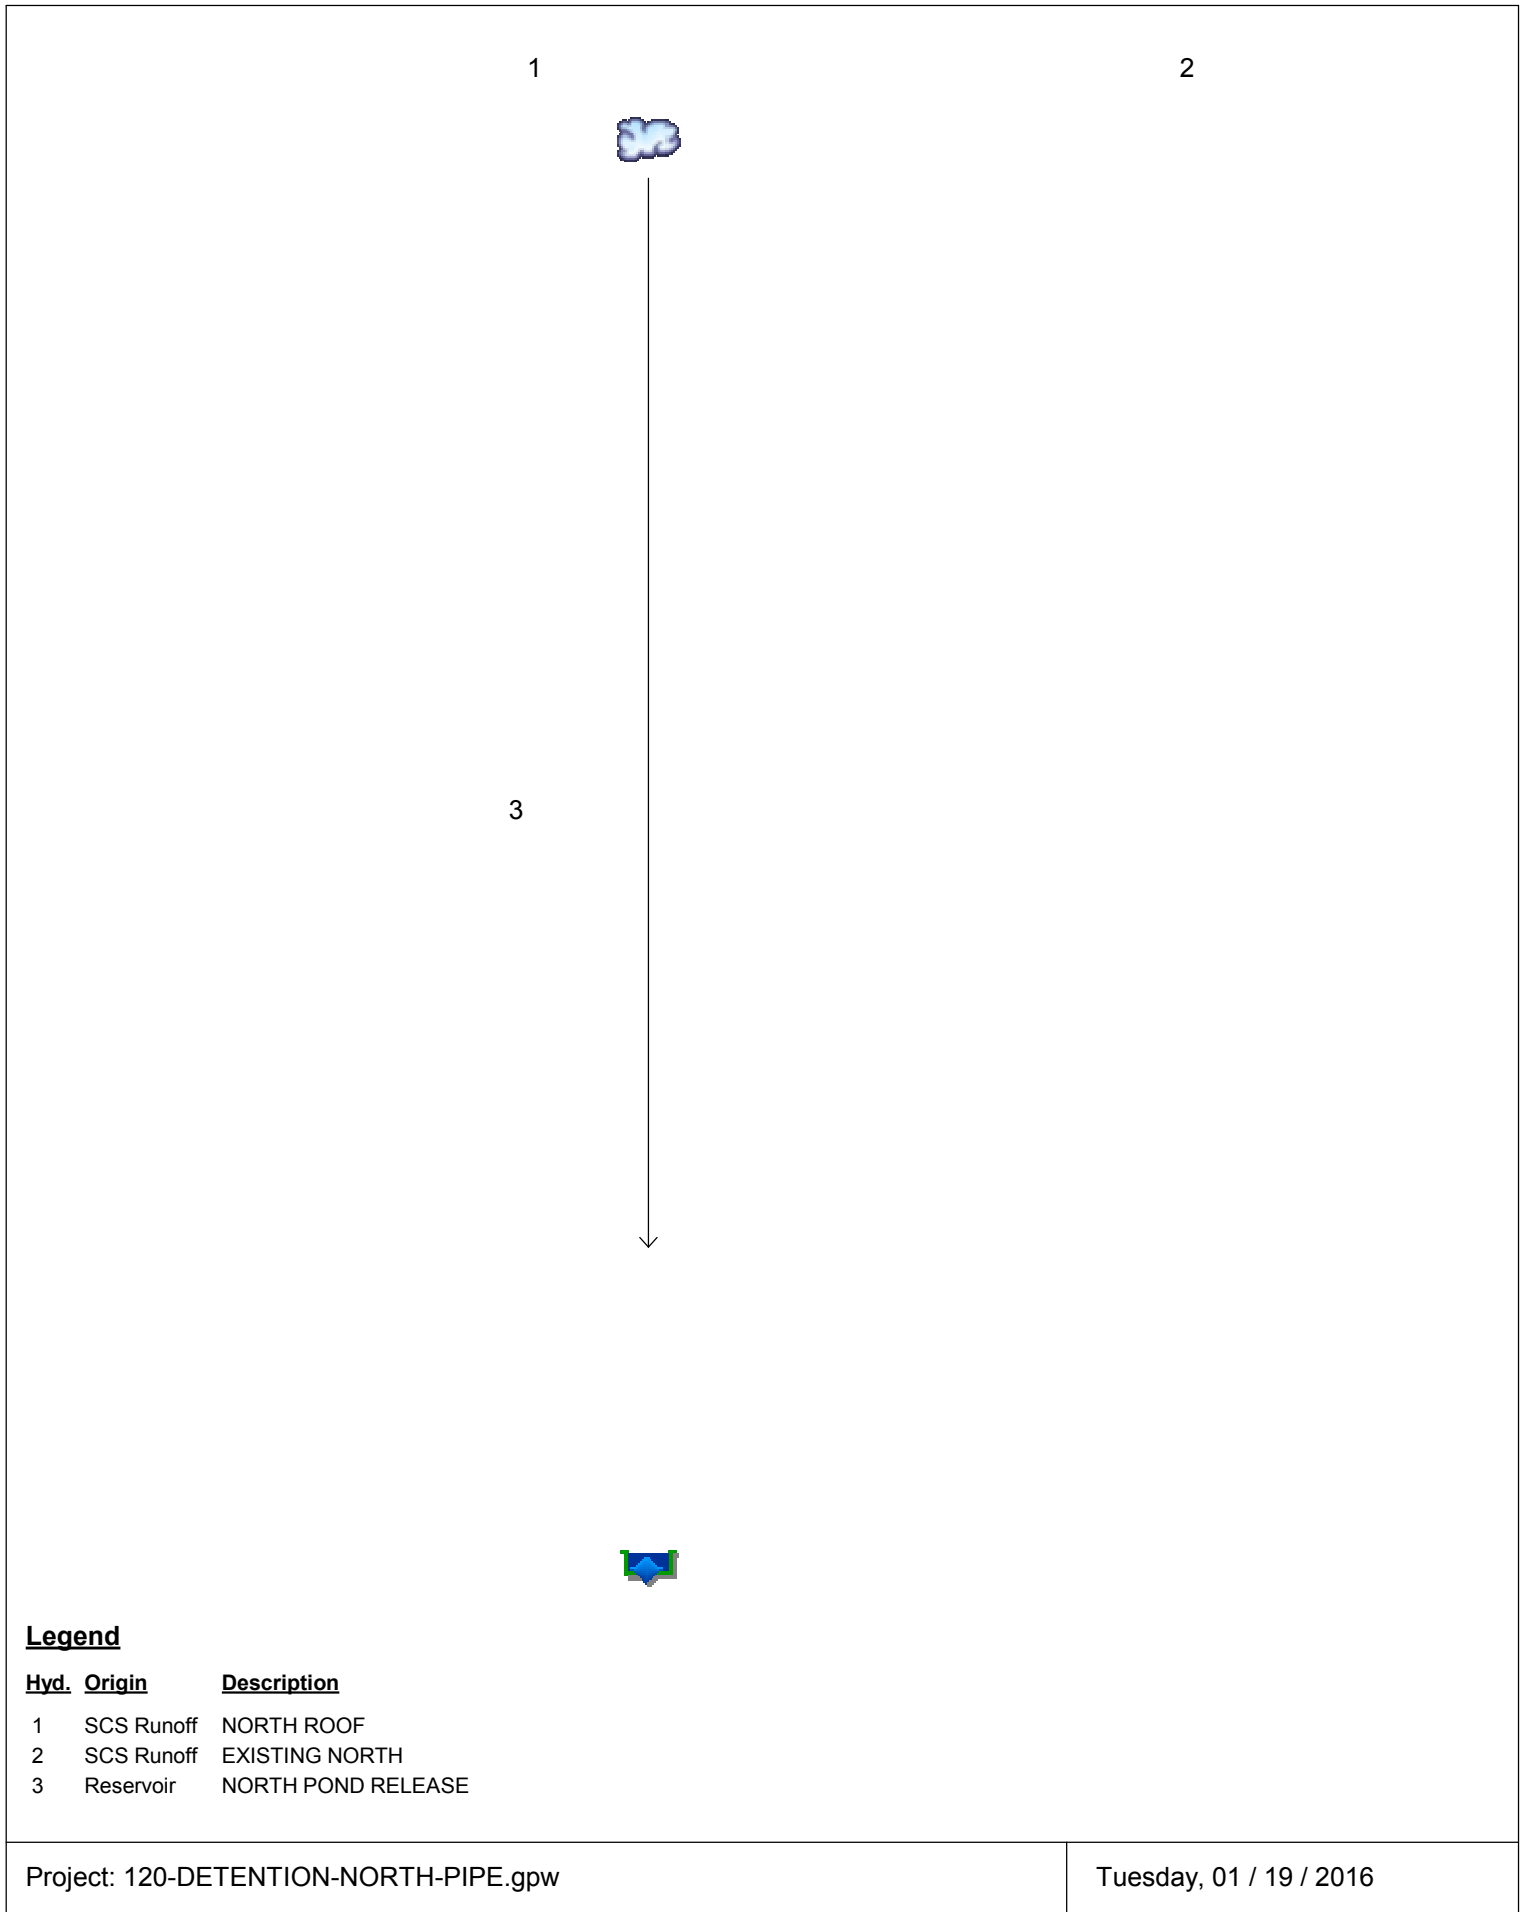 1 2
3
Legend
Hyd. Origin Description
1 SCS Runoff NORTH ROOF
2 SCS Runoff EXISTING NORTH
3 Reservoir NORTH POND RELEASE
Project: 120-DETENTION-NORTH-PIPE.gpw Tuesday, 01 / 19 / 2016